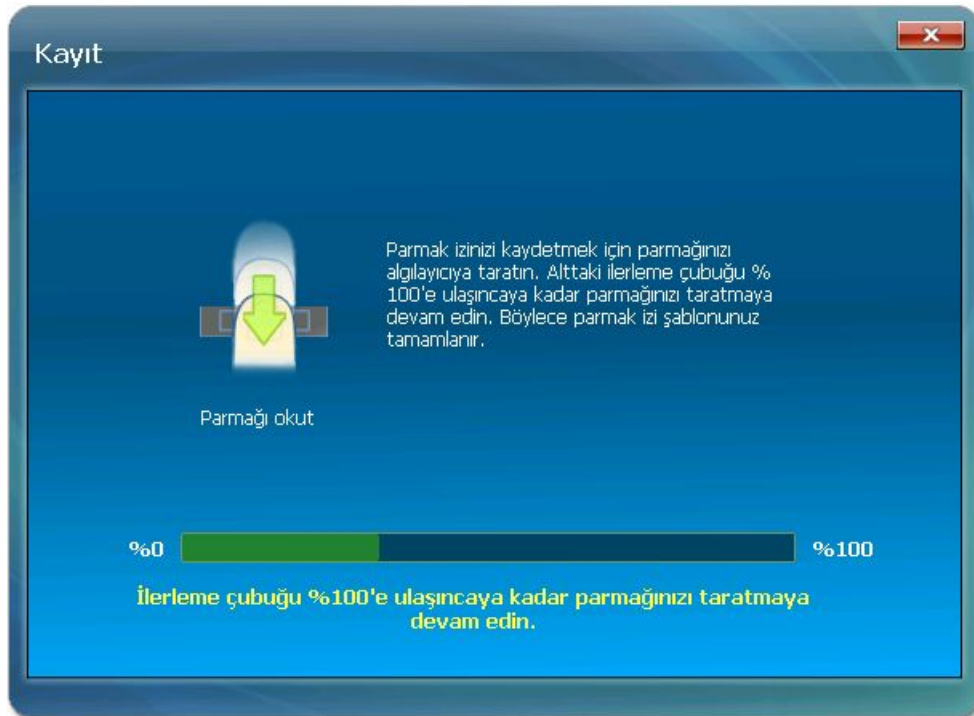 Kayıt
Parmak izinizi kaydetmek için parmağınızı
algılayıcıya taratın. Alttaki ilerleme çubuğu %
100'e ulaşıncaya kadar parmağınızı taratmaya
devam edin. Böylece parmak izi şablonunuz
tamamlanır.
Parmağı okut
%0 %100
İlerleme çubuğu %100'e ulaşıncaya kadar parmağınızı taratmaya
devam edin.